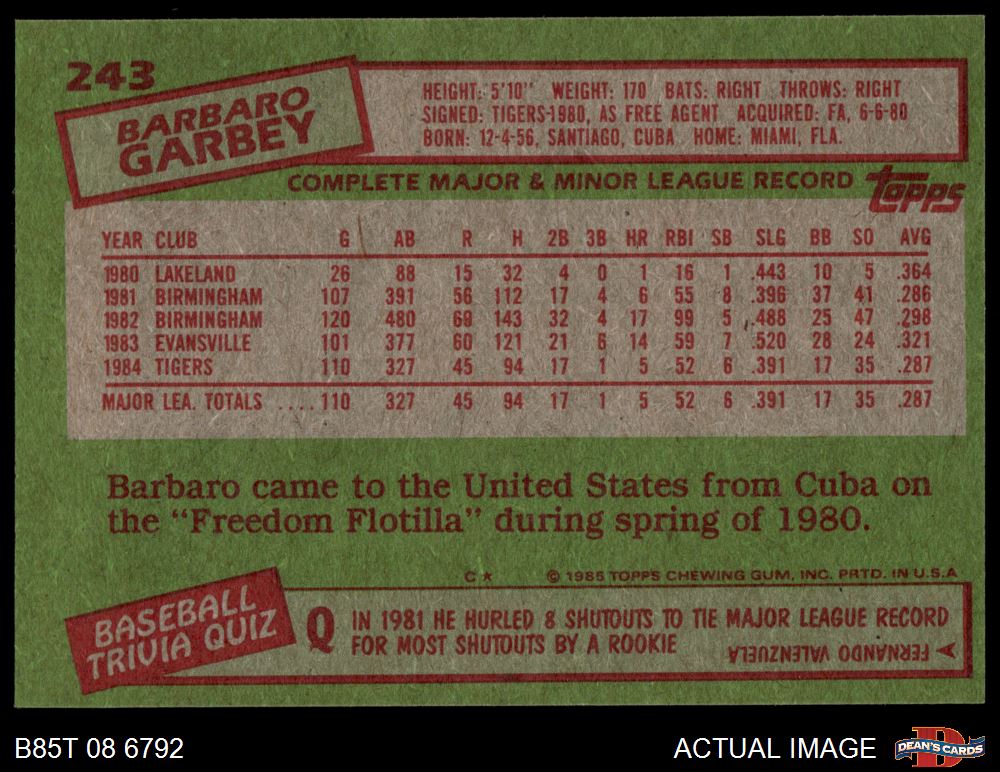 243
BARBARO
GARBEY
HEIGHT: 5'10" WEIGHT: 170 BATS: RIGHT THROWS: RIGHT
SIGNED: TIGERS-1980, AS FREE AGENT ACQUIRED: FA, 6-6-80
BORN: 12-4-56, SANTIAGO, CUBA HOME: MIAMI, FLA.
COMPLETE MAJOR & MINOR LEAGUE RECORD topps
YEAR CLUB G AB R H 2B 3B HR RBI SB SLG BB SO AVG
1980 LAKELAND 26 88 15 32 4 0 1 16 1 .443 10 5 .364
1981 BIRMINGHAM 107 391 56 112 17 4 6 55 8 .396 37 41 .286
1982 BIRMINGHAM 120 480 69 143 32 4 17 99 5 .488 25 47 .298
1983 EVANSVILLE 101 377 60 121 21 6 14 59 7 .520 28 24 .321
1984 TIGERS 110 327 45 94 17 1 5 52 6 .391 17 35 .287
MAJOR LEA. TOTALS ....110 327 45 94 17 1 5 52 6 .391 17 35 .287
Barbaro came to the United States from Cuba on
the "Freedom Flotilla" during spring of 1980.
C★ © 1985 TOPPS CHEWING GUM, INC. PRTD. IN U.S.A
BASEBALL
TRIVIA QUIZ
Q IN 1981 HE HURLED 8 SHUTOUTS TO TIE MAJOR LEAGUE RECORD
FOR MOST SHUTOUTS BY A ROOKIE
A FERNANDO VALENZUELA
B85T 08 6792
ACTUAL IMAGE
D DEAN'S CARDS